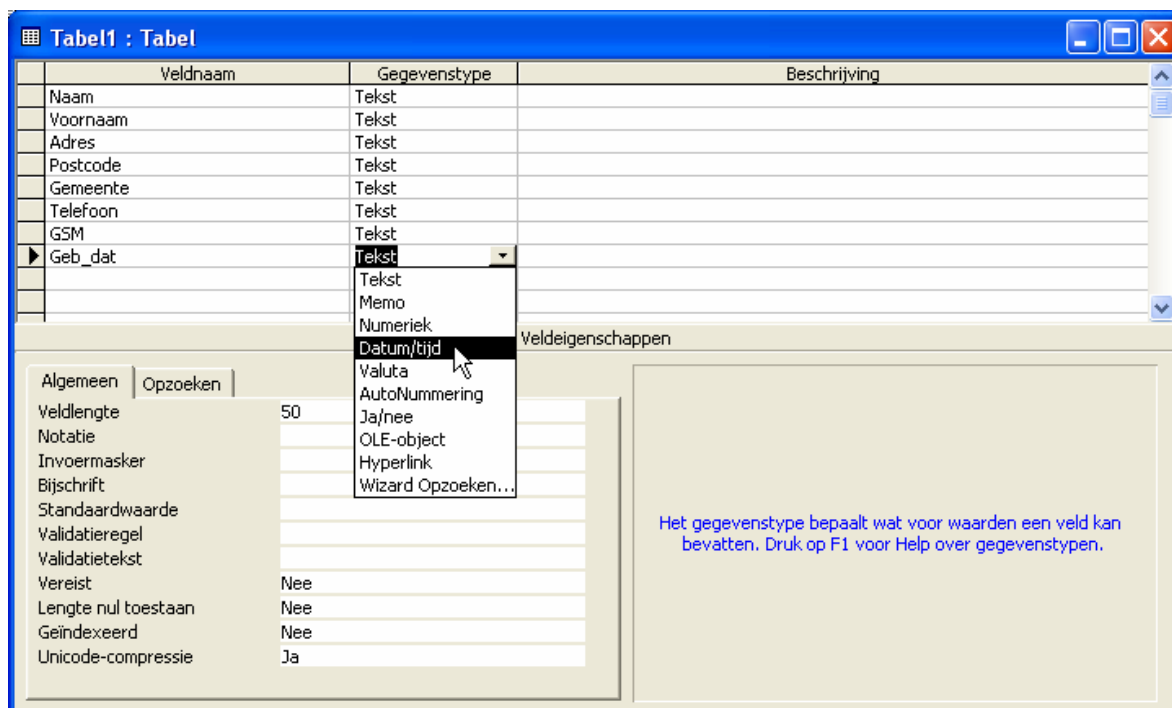 Tabel1 : Tabel
Veldnaam Gegevenstype Beschrijving
Naam Tekst
Voornaam Tekst
Adres Tekst
Postcode Tekst
Gemeente Tekst
Telefoon Tekst
GSM Tekst
Geb_dat Tekst
Tekst
Memo
Numeriek
Datum/tijd
Valuta
AutoNummering
Ja/nee
OLE-object
Hyperlink
Wizard Opzoeken...
Veldeigenschappen
Algemeen Opzoeken
Veldlengte 50
Notatie
Invoermasker
Bijschrift
Standaardwaarde
Validatieregel
Validatietekst
Vereist Nee
Lengte nul toestaan Nee
Geïndexeerd Nee
Unicode-compressie Ja
Het gegevenstype bepaalt wat voor waarden een veld kan
bevatten. Druk op F1 voor Help over gegevenstypen.